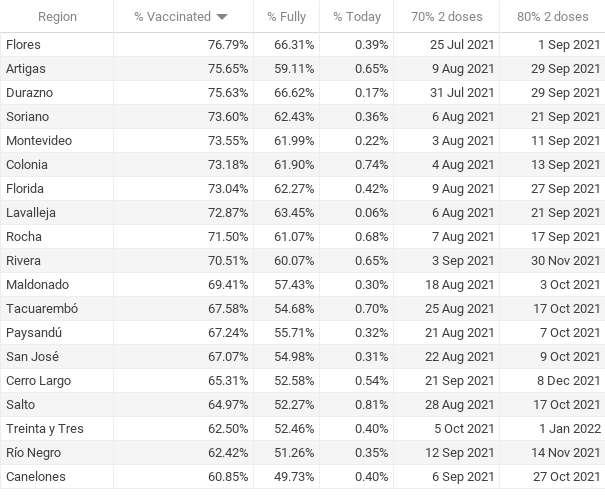 Region % Vaccinated % Fully % Today 70% 2 doses 80% 2 doses
Flores 76.79% 66.31% 0.39% 25 Jul 2021 1 Sep 2021
Artigas 75.65% 59.11% 0.65% 9 Aug 2021 29 Sep 2021
Durazno 75.63% 66.62% 0.17% 31 Jul 2021 29 Sep 2021
Soriano 73.60% 62.43% 0.36% 6 Aug 2021 21 Sep 2021
Montevideo 73.55% 61.99% 0.22% 3 Aug 2021 11 Sep 2021
Colonia 73.18% 61.90% 0.74% 4 Aug 2021 13 Sep 2021
Florida 73.04% 62.27% 0.42% 9 Aug 2021 27 Sep 2021
Lavalleja 72.87% 63.45% 0.06% 6 Aug 2021 21 Sep 2021
Rocha 71.50% 61.07% 0.68% 7 Aug 2021 17 Sep 2021
Rivera 70.51% 60.07% 0.65% 3 Sep 2021 30 Nov 2021
Maldonado 69.41% 57.43% 0.30% 18 Aug 2021 3 Oct 2021
Tacuarembó 67.58% 54.68% 0.70% 25 Aug 2021 17 Oct 2021
Paysandú 67.24% 55.71% 0.32% 21 Aug 2021 7 Oct 2021
San José 67.07% 54.98% 0.31% 22 Aug 2021 9 Oct 2021
Cerro Largo 65.31% 52.58% 0.54% 21 Sep 2021 8 Dec 2021
Salto 64.97% 52.27% 0.81% 28 Aug 2021 17 Oct 2021
Treinta y Tres 62.50% 52.46% 0.40% 5 Oct 2021 1 Jan 2022
Río Negro 62.42% 51.26% 0.35% 12 Sep 2021 14 Nov 2021
Canelones 60.85% 49.73% 0.40% 6 Sep 2021 27 Oct 2021